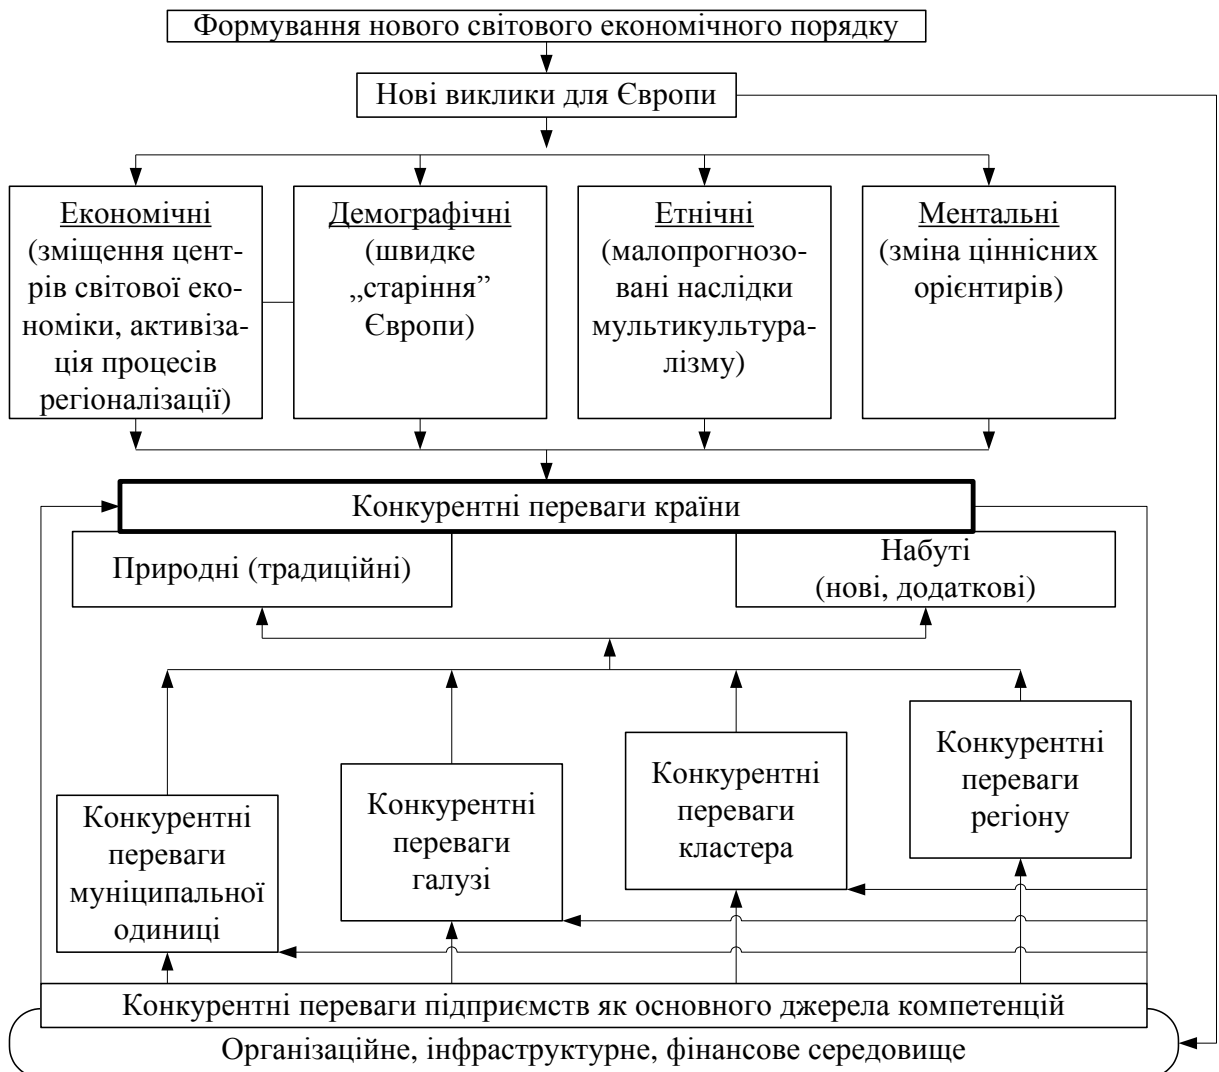 Формування нового світового економічного порядку
Нові виклики для Європи
Економічні
(зміщення цент-
рів світової еко-
номіки, активіза-
ція процесів
регіоналізації)
Демографічні
(швидке
„старіння”
Європи)
Етнічні
(малопрогнозо-
вані наслідки
мультикультура-
лізму)
Ментальні
(зміна ціннісних
орієнтирів)
Конкурентні переваги країни
Природні (традиційні)
Набуті
(нові, додаткові)
Конкурентні
переваги
муніципальної
одиниці
Конкурентні
переваги
галузі
Конкурентні
переваги
кластера
Конкурентні
переваги
регіону
Конкурентні переваги підприємств як основного джерела компетенцій
Організаційне, інфраструктурне, фінансове середовище